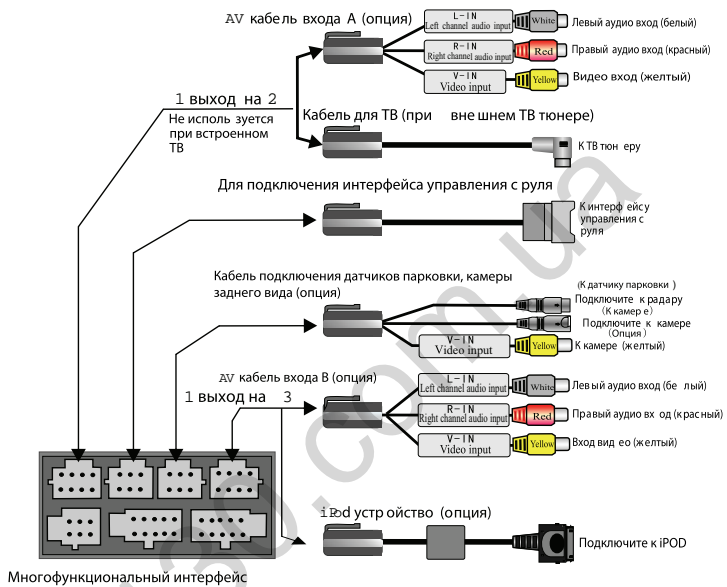 AV кабель входа А (опция)
L-IN
Left channel audio input
White
Левый аудио вход (белый)
R-IN
Right channel audio input
Red
Правый аудио вход (красный)
V-IN
Video input
Yellow
Видео вход (желтый)
1 выход на 2
Не исполь зуется
при встроенном
ТВ
Кабель для ТВ (при вне шнем ТВ тюнере)
К ТВ тюн еру
Для подключения интерфейса управления с руля
К интерф ейсу
управления с
руля
Кабель подключения датчиков парковки, камеры
заднего вида (опция)
(К датчику парковки )
Подключите к радару
(К камер е)
Подключите к камере
(Опция )
V-IN
Video input
Yellow
К камере (желтый)
AV кабель входа B (опция)
1 выход на 3
L-IN
Left channel audio input
White
Левый аудио вход (бе лый)
R-IN
Right channel audio input
Red
Правый аудио вх од (красный)
V-IN
Video input
Yellow
Вход вид ео (желтый)
iPod устр ойство (опция)
Подключите к iPOD
Многофункциональный интерфейс